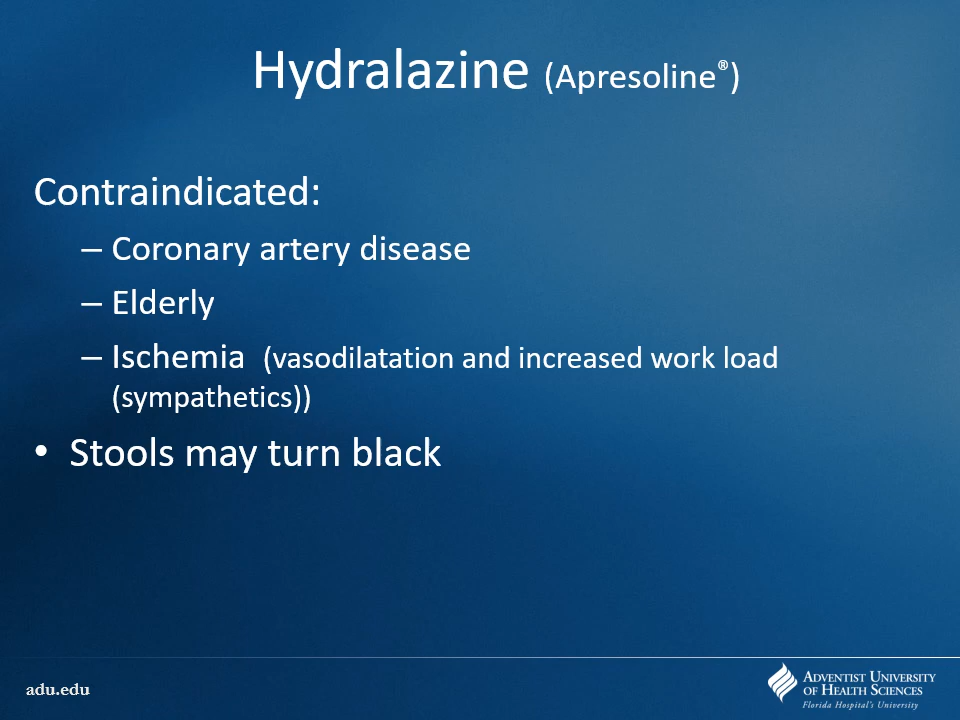 Hydralazine (Apresoline®)
Contraindicated:
– Coronary artery disease
– Elderly
– Ischemia (vasodilatation and increased work load
(sympathetics))
• Stools may turn black
adu.edu
Adventist University
of Health Sciences
Florida Hospital's University